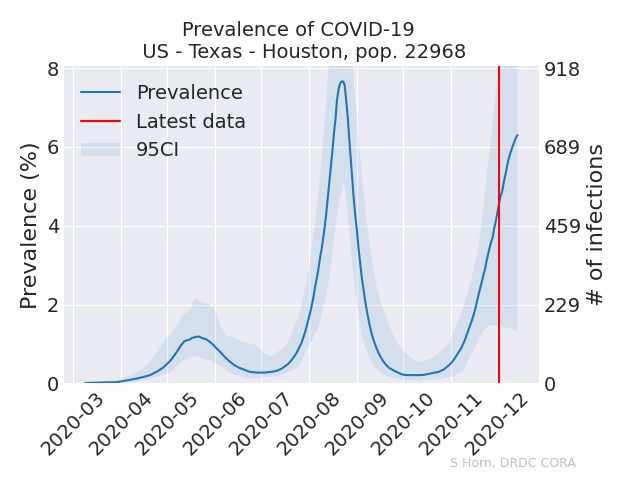 Prevalence of COVID-19
US - Texas - Houston, pop. 22968
Prevalence (%)
8
6
4
2
0
Prevalence
Latest data
95CI
918
689
459
229
0
# of infections
2020-03
2020-04
2020-05
2020-06
2020-07
2020-08
2020-09
2020-10
2020-11
2020-12
S Horn, DRDC CORA